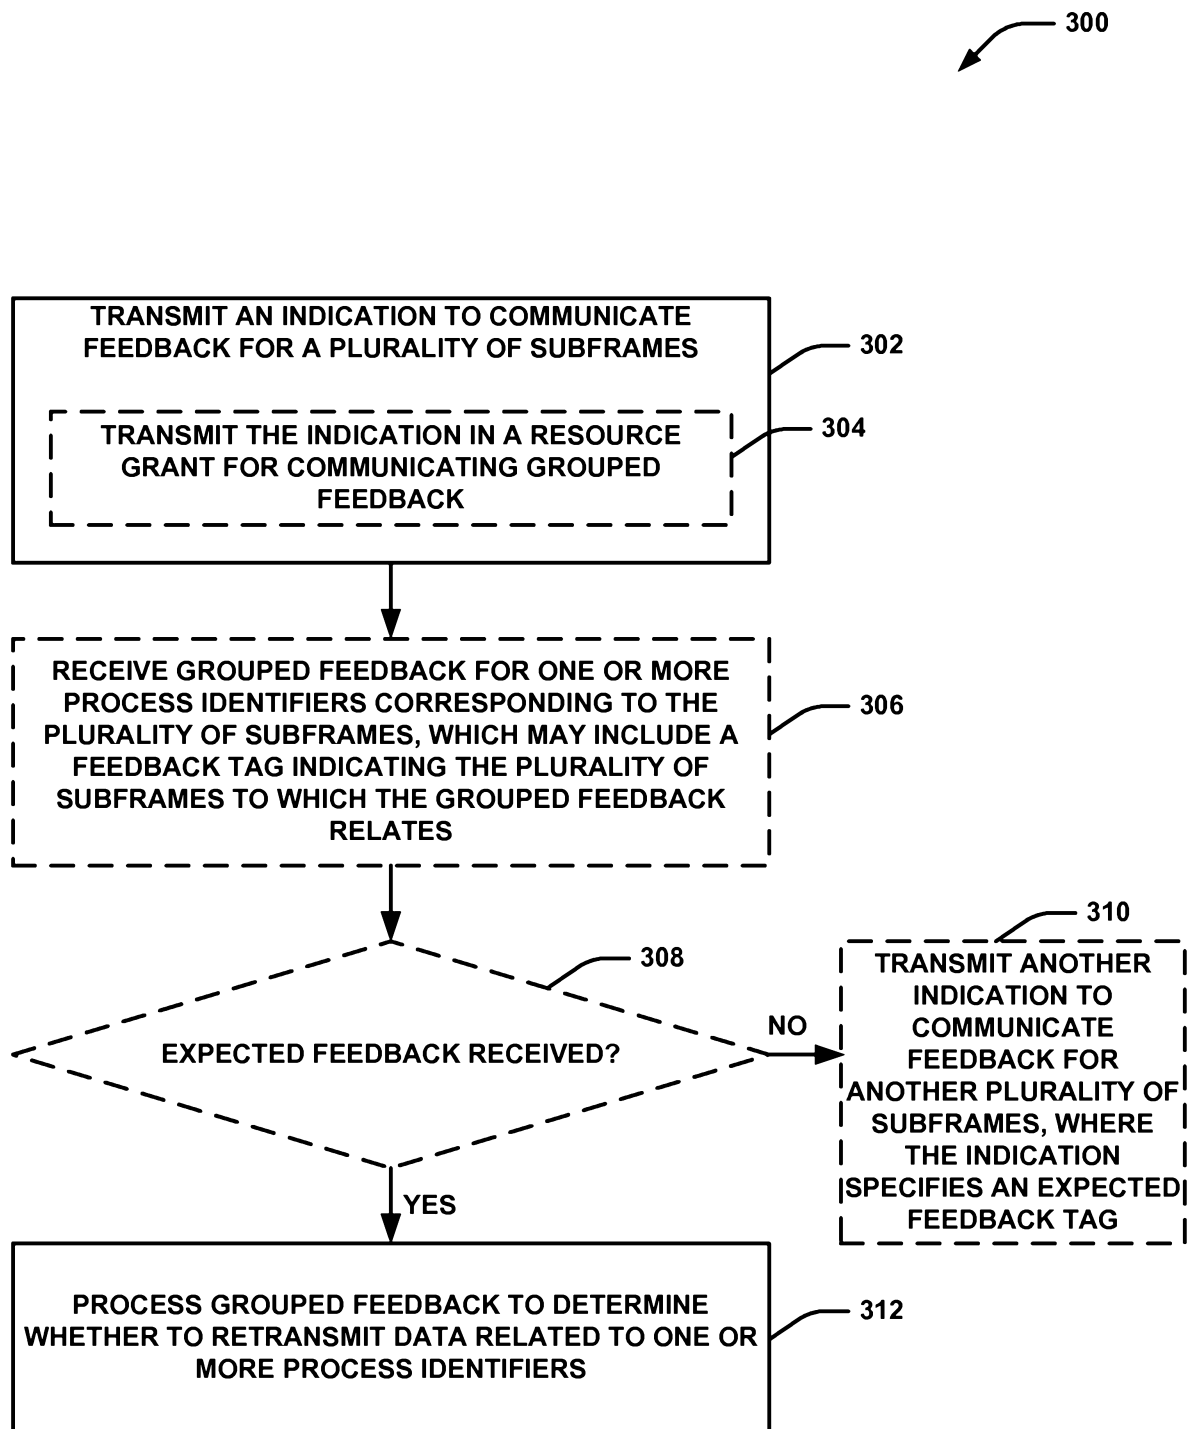 300
TRANSMIT AN INDICATION TO COMMUNICATE
FEEDBACK FOR A PLURALITY OF SUBFRAMES
302
TRANSMIT THE INDICATION IN A RESOURCE
GRANT FOR COMMUNICATING GROUPED
FEEDBACK
304
RECEIVE GROUPED FEEDBACK FOR ONE OR MORE
PROCESS IDENTIFIERS CORRESPONDING TO THE
PLURALITY OF SUBFRAMES, WHICH MAY INCLUDE A
FEEDBACK TAG INDICATING THE PLURALITY OF
SUBFRAMES TO WHICH THE GROUPED FEEDBACK
RELATES
306
EXPECTED FEEDBACK RECEIVED?
308
NO
310
TRANSMIT ANOTHER
INDICATION TO
COMMUNICATE
FEEDBACK FOR
ANOTHER PLURALITY OF
SUBFRAMES, WHERE
THE INDICATION
SPECIFIES AN EXPECTED
FEEDBACK TAG
YES
PROCESS GROUPED FEEDBACK TO DETERMINE
WHETHER TO RETRANSMIT DATA RELATED TO ONE OR
MORE PROCESS IDENTIFIERS
312